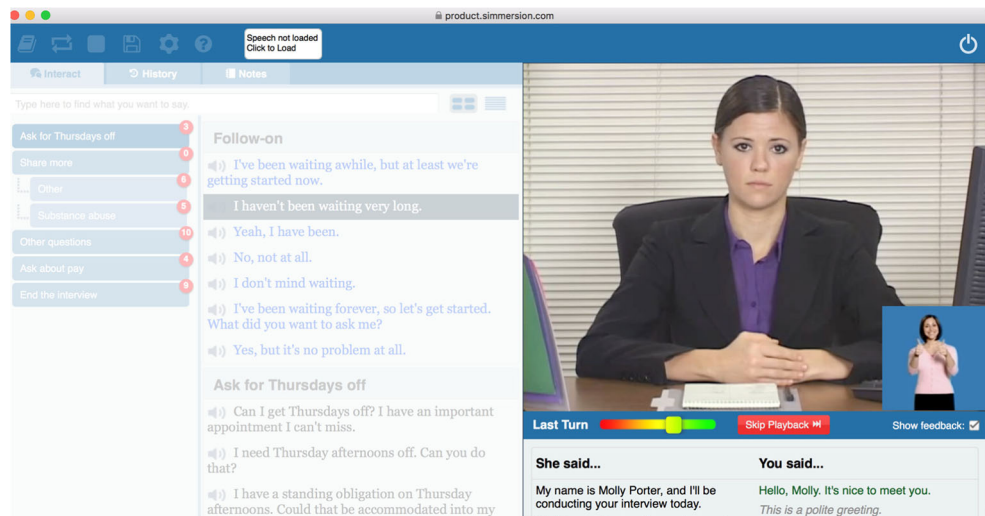 product.simmersion.com
Speech not loaded
Click to Load
Interact
History
Notes
Type here to find what you want to say.
Ask for Thursdays off
3
Share more
0
Other
6
Substance abuse
5
Other questions
10
Ask about pay
4
End the interview
9
Follow-on
I've been waiting awhile, but at least we're
getting started now.
I haven't been waiting very long.
Yeah, I have been.
No, not at all.
I don't mind waiting.
I've been waiting forever, so let's get started.
What did you want to ask me?
Yes, but it's no problem at all.
Ask for Thursdays off
Can I get Thursdays off? I have an important
appointment I can't miss.
I need Thursday afternoons off. Can you do
that?
I have a standing obligation on Thursday
afternoons. Could that be accommodated into my
Last Turn
Skip Playback
Show feedback:
She said...
You said...
My name is Molly Porter, and I'll be
conducting your interview today.
Hello, Molly. It's nice to meet you.
This is a polite greeting.